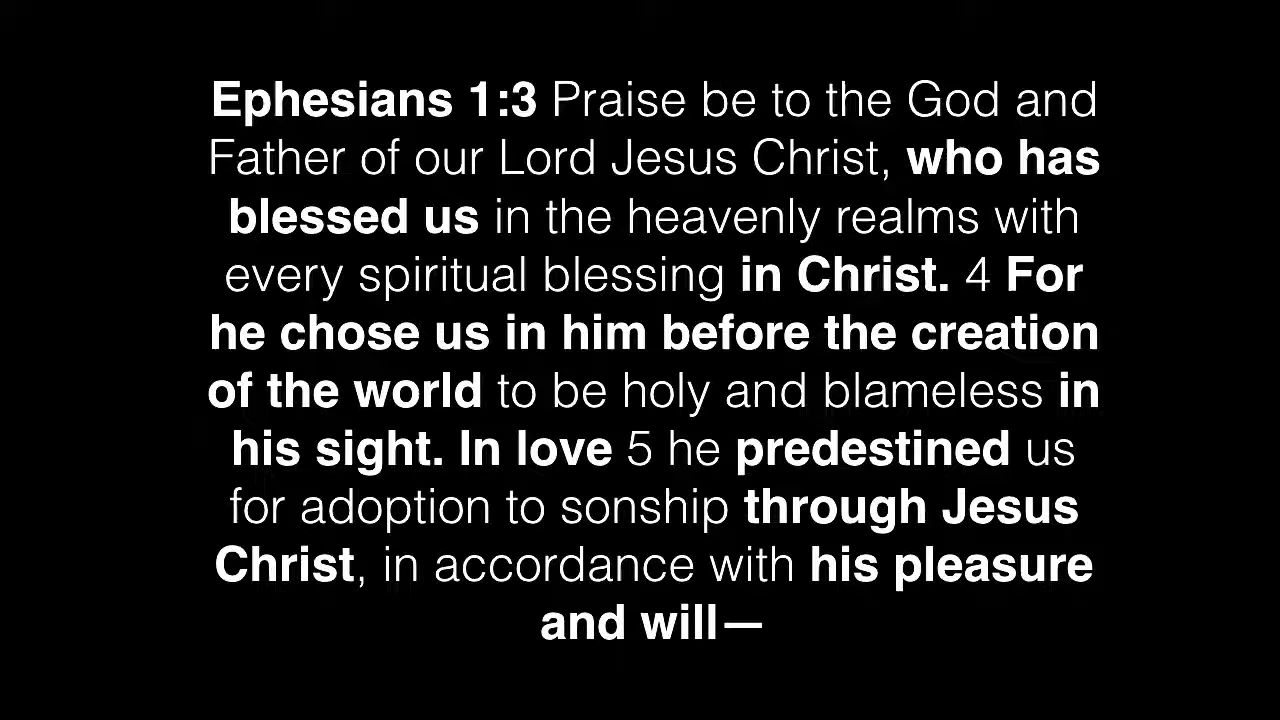 Ephesians 1:3 Praise be to the God and
Father of our Lord Jesus Christ, who has
blessed us in the heavenly realms with
every spiritual blessing in Christ. 4 For
he chose us in him before the creation
of the world to be holy and blameless in
his sight. In love 5 he predestined us
for adoption to sonship through Jesus
Christ, in accordance with his pleasure
and will—